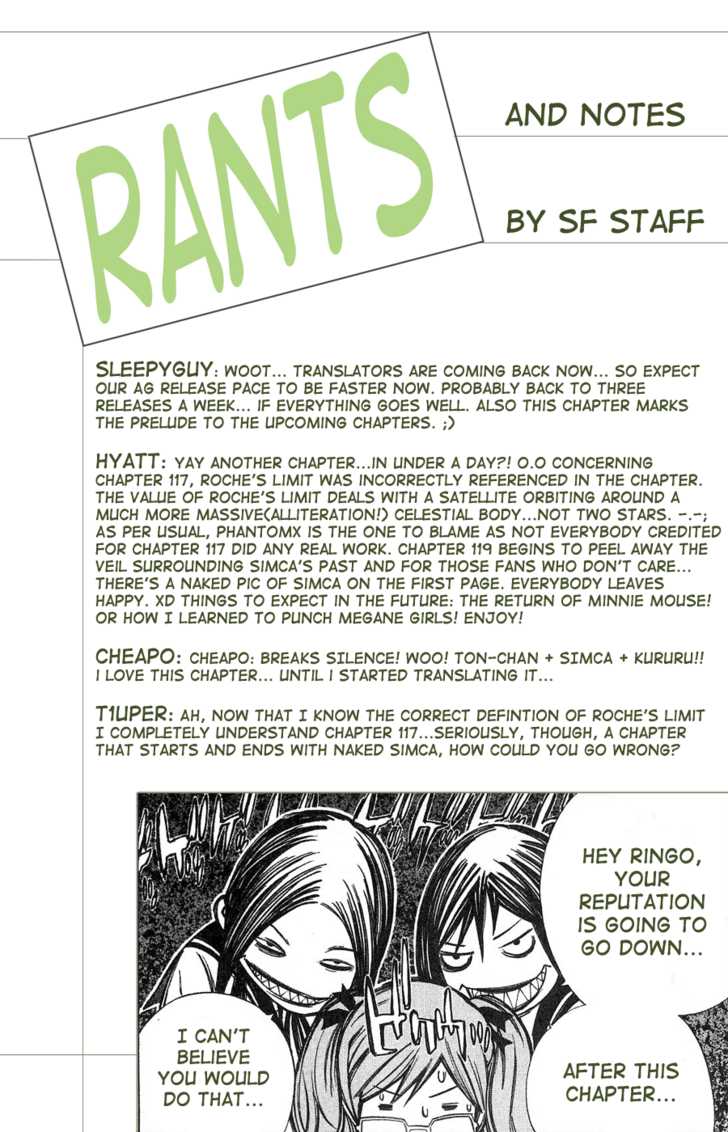 RANTS
AND NOTES
BY SF STAFF
SLEEPYGUY: WOOT... TRANSLATORS ARE COMING BACK NOW... SO EXPECT
OUR AG RELEASE PACE TO BE FASTER NOW. PROBABLY BACK TO THREE
RELEASES A WEEK... IF EVERYTHING GOES WELL. ALSO THIS CHAPTER MARKS
THE PRELUDE TO THE UPCOMING CHAPTERS. ;)
HYATT: YAY ANOTHER CHAPTER...IN UNDER A DAY?! O.O CONCERNING
CHAPTER 117, ROCHE'S LIMIT WAS INCORRECTLY REFERENCED IN THE CHAPTER.
THE VALUE OF ROCHE'S LIMIT DEALS WITH A SATELLITE ORBITING AROUND A
MUCH MORE MASSIVE(ALLITERATION!) CELESTIAL BODY...NOT TWO STARS. -.-;
AS PER USUAL, PHANTOMX IS THE ONE TO BLAME AS NOT EVERYBODY CREDITED
FOR CHAPTER 117 DID ANY REAL WORK. CHAPTER 119 BEGINS TO PEEL AWAY THE
VEIL SURROUNDING SIMCA'S PAST AND FOR THOSE FANS WHO DON'T CARE...
THERE'S A NAKED PIC OF SIMCA ON THE FIRST PAGE. EVERYBODY LEAVES
HAPPY. XD THINGS TO EXPECT IN THE FUTURE: THE RETURN OF MINNIE MOUSE!
OR HOW I LEARNED TO PUNCH MEGANE GIRLS! ENJOY!
CHEAPO: CHEAPO: BREAKS SILENCE! WOO! TON-CHAN + SIMCA + KURURU!!
I LOVE THIS CHAPTER... UNTIL I STARTED TRANSLATING IT...
T1UPER: AH, NOW THAT I KNOW THE CORRECT DEFINTION OF ROCHE'S LIMIT
I COMPLETELY UNDERSTAND CHAPTER 117...SERIOUSLY, THOUGH, A CHAPTER
THAT STARTS AND ENDS WITH NAKED SIMCA, HOW COULD YOU GO WRONG?
HEY RINGO,
YOUR
REPUTATION
IS GOING TO
GO DOWN...
AFTER THIS
CHAPTER...
I CAN'T
BELIEVE
YOU WOULD
DO THAT...